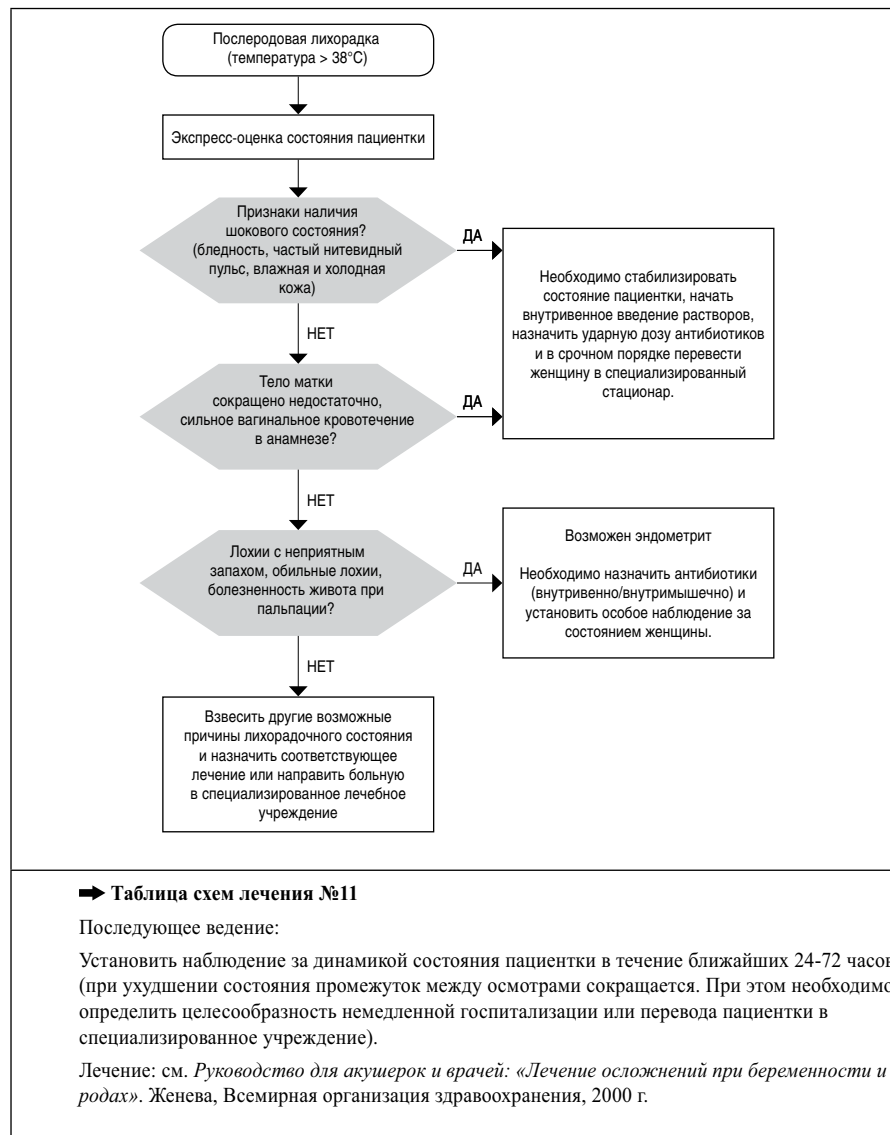 Послеродовая лихорадка
(температура > 38°C)
Экспресс-оценка состояния пациентки
Признаки наличия
шокового состояния?
(бледность, частый нитевидный
пульс, влажная и холодная
кожа)
ДА
Необходимо стабилизировать
состояние пациентки, начать
внутривенное введение растворов,
назначить ударную дозу антибиотиков
и в срочном порядке перевести
женщину в специализированный
стационар.
НЕТ
Тело матки
сокращено недостаточно,
сильное вагинальное кровотечение
в анамнезе?
ДА
НЕТ
Лохии с неприятным
запахом, обильные лохии,
болезненность живота при
пальпации?
ДА
Возможен эндометрит
Необходимо назначить антибиотики
(внутривенно/внутримышечно) и
установить особое наблюдение за
состоянием женщины.
НЕТ
Взвесить другие возможные
причины лихорадочного состояния
и назначить соответствующее
лечение или направить больную
в специализированное лечебное
учреждение
Таблица схем лечения №11
Последующее ведение:
Установить наблюдение за динамикой состояния пациентки в течение ближайших 24-72 часов
(при ухудшении состояния промежуток между осмотрами сокращается. При этом необходимо
определить целесообразность немедленной госпитализации или перевода пациентки в
специализированное учреждение).
Лечение: см. Руководство для акушерок и врачей: «Лечение осложнений при беременности и
родах». Женева, Всемирная организация здравоохранения, 2000 г.